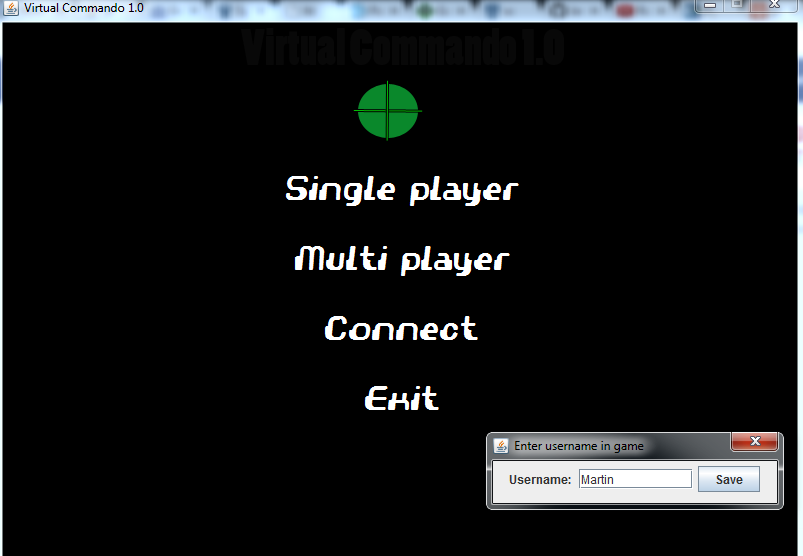 Virtual Commando 1.0
Virtual Commando 1.0
Single player
Multi player
Connect
Exit
Enter username in game
Username: Martin Save